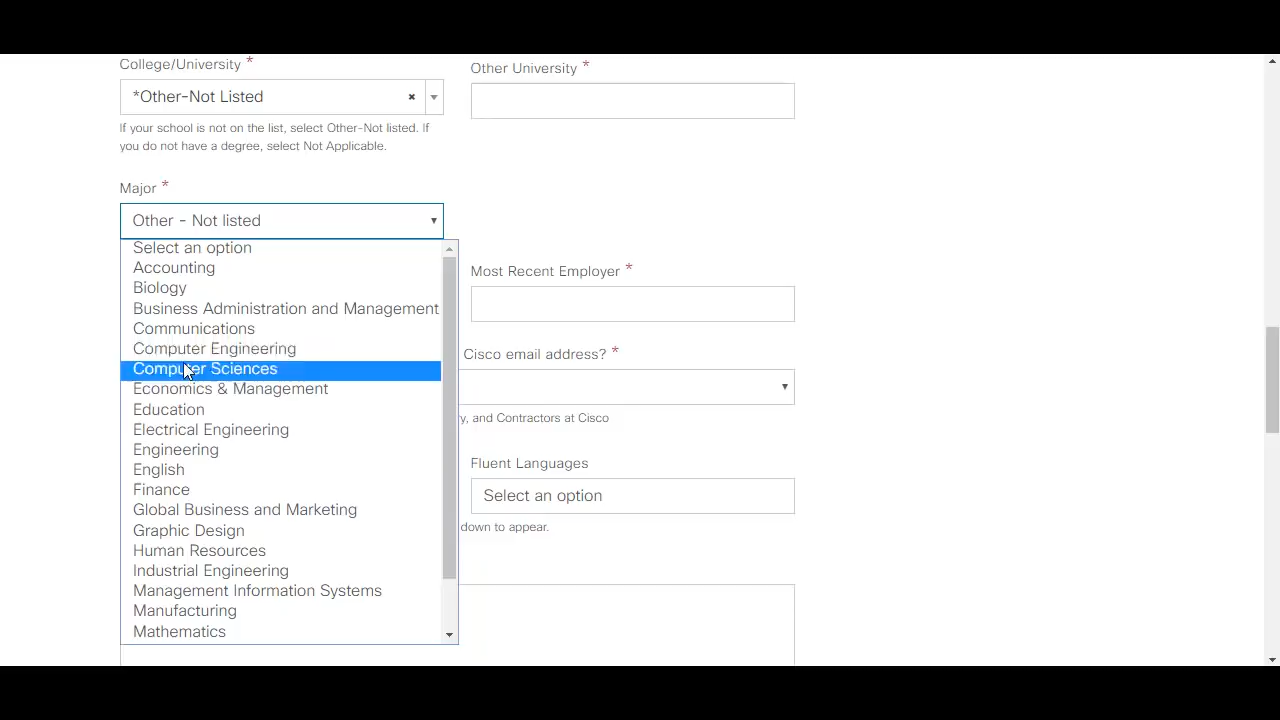 College/University *
Other University *
*Other-Not Listed ×
If your school is not on the list, select Other-Not listed. If
you do not have a degree, select Not Applicable.
Major *
Other - Not listed
Select an option
Accounting
Biology
Business Administration and Management
Communications
Computer Engineering
Computer Sciences
Economics & Management
Education
Electrical Engineering
Engineering
English
Finance
Global Business and Marketing
Graphic Design
Human Resources
Industrial Engineering
Management Information Systems
Manufacturing
Mathematics
Most Recent Employer *
Cisco email address? *
y, and Contractors at Cisco
Fluent Languages
Select an option
down to appear.